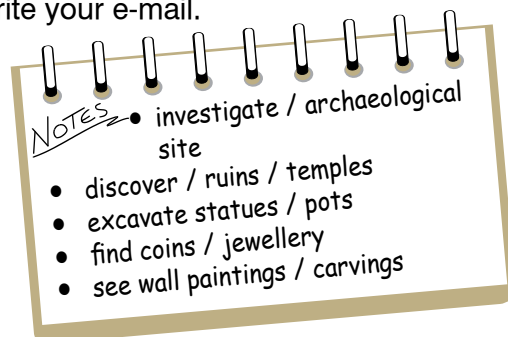 rite your e-mail.
NOTES
• investigate / archaeological
site
• discover / ruins / temples
• excavate statues / pots
• find coins / jewellery
• see wall paintings / carvings